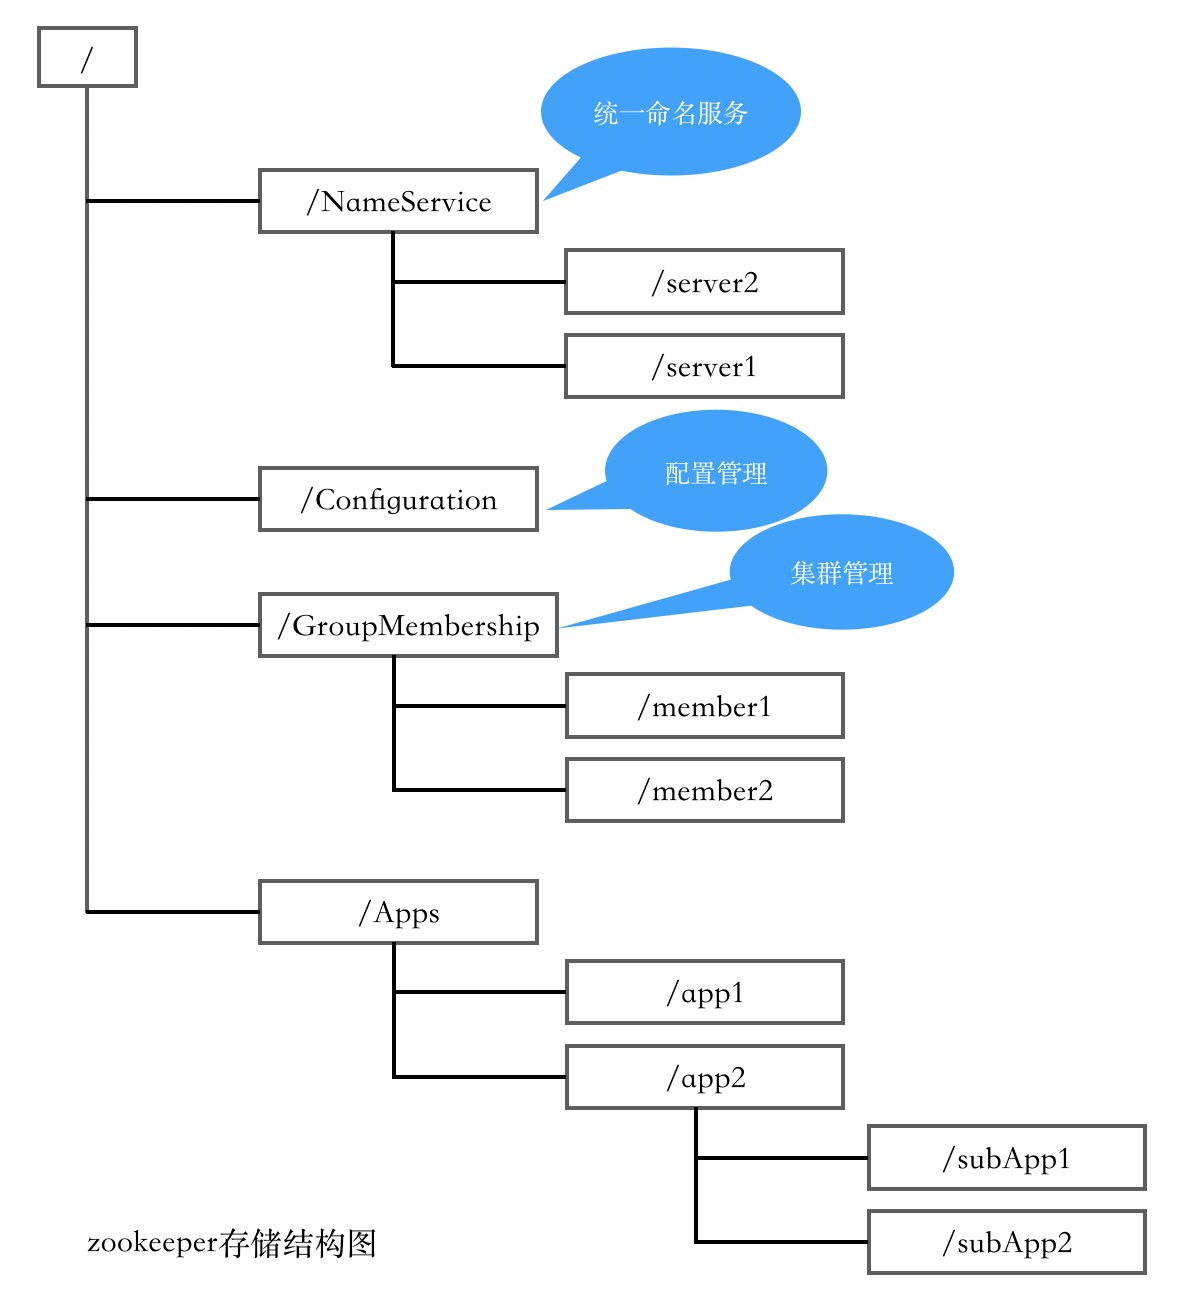 /
统一命名服务
/NameService
/server2
/server1
配置管理
/Configuration
集群管理
/GroupMembership
/member1
/member2
/Apps
/app1
/app2
/subApp1
/subApp2
zookeeper存储结构图